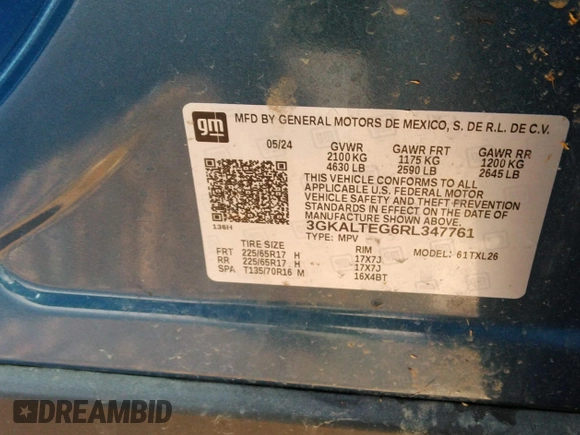 gm MFD BY GENERAL MOTORS DE MEXICO, S. DE R.L. DE C.V.
05/24 GVWR GAWR FRT GAWR RR
2100 KG 1175 KG 1200 KG
4630 LB 2590 LB 2645 LB
THIS VEHICLE CONFORMS TO ALL
APPLICABLE U.S. FEDERAL MOTOR
VEHICLE SAFETY AND THEFT PREVENTION
STANDARDS IN EFFECT ON THE DATE OF
MANUFACTURE SHOWN ABOVE.
3GKALTEG6RL347761
136H TYPE: MPV MODEL: 61TXL26
TIRE SIZE RIM
FRT 225/65R17 H 17X7J
RR 225/65R17 H 17X7J
SPA T135/70R16 M 16X4BT
DREAMBID